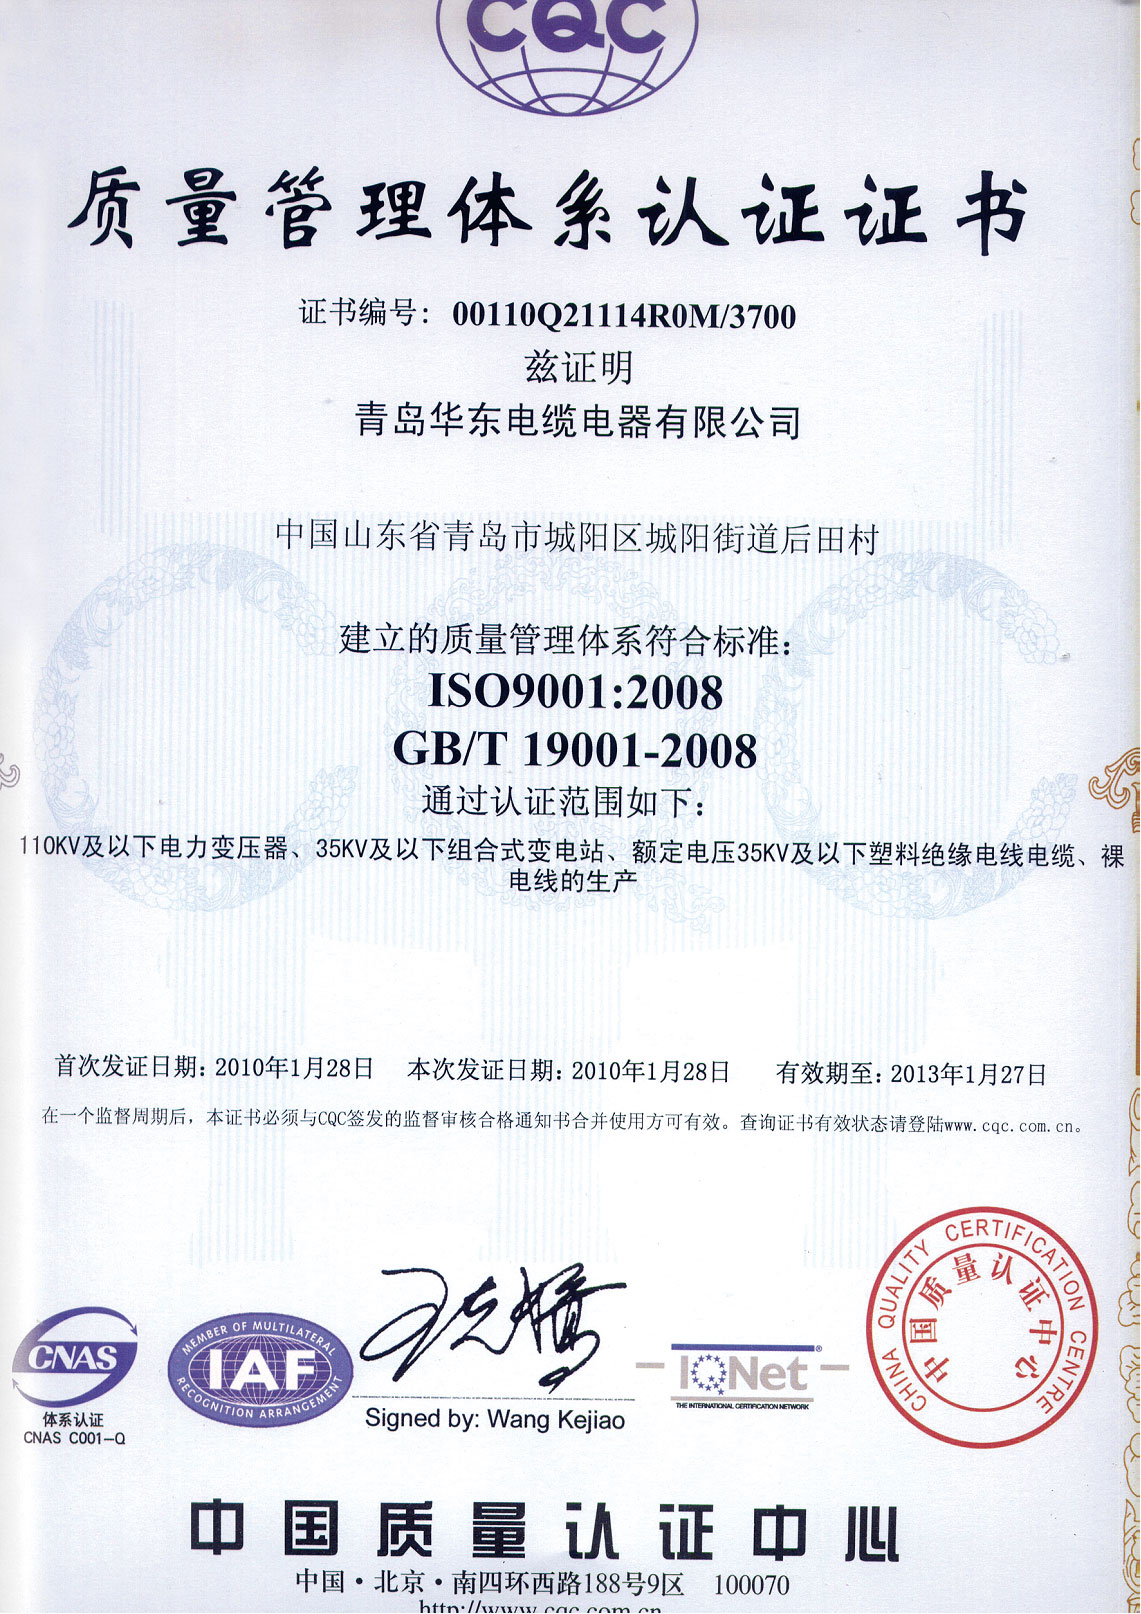 CQC
质量管理体系认证证书
证书编号：00110Q21114R0M/3700
兹证明
青岛华东电缆电器有限公司
中国山东省青岛市城阳区城阳街道后田村
建立的质量管理体系符合标准：
ISO9001:2008
GB/T 19001-2008
通过认证范围如下：
110KV及以下电力变压器、35KV及以下组合式变电站、额定电压35KV及以下塑料绝缘电线电缆、裸
电线的生产
首次发证日期：2010年1月28日 本次发证日期：2010年1月28日 有效期至：2013年1月27日
在一个监督周期后，本证书必须与CQC签发的监督审核合格通知书合并使用方可有效。查询证书有效状态请登陆www.cqc.com.cn。
CNAS
体系认证
CNAS C001-Q
MEMBER OF MULTILATERAL
IAF
RECOGNITION ARRANGEMENT
王克娇
Signed by: Wang Kejiao
IQNet®
THE INTERNATIONAL CERTIFICATION NETWORK
CHINA QUALITY CERTIFICATION CENTRE
中国质量认证中心
中国质量认证中心
中国·北京·南四环西路188号9区 100070
http://www.cqc.com.cn